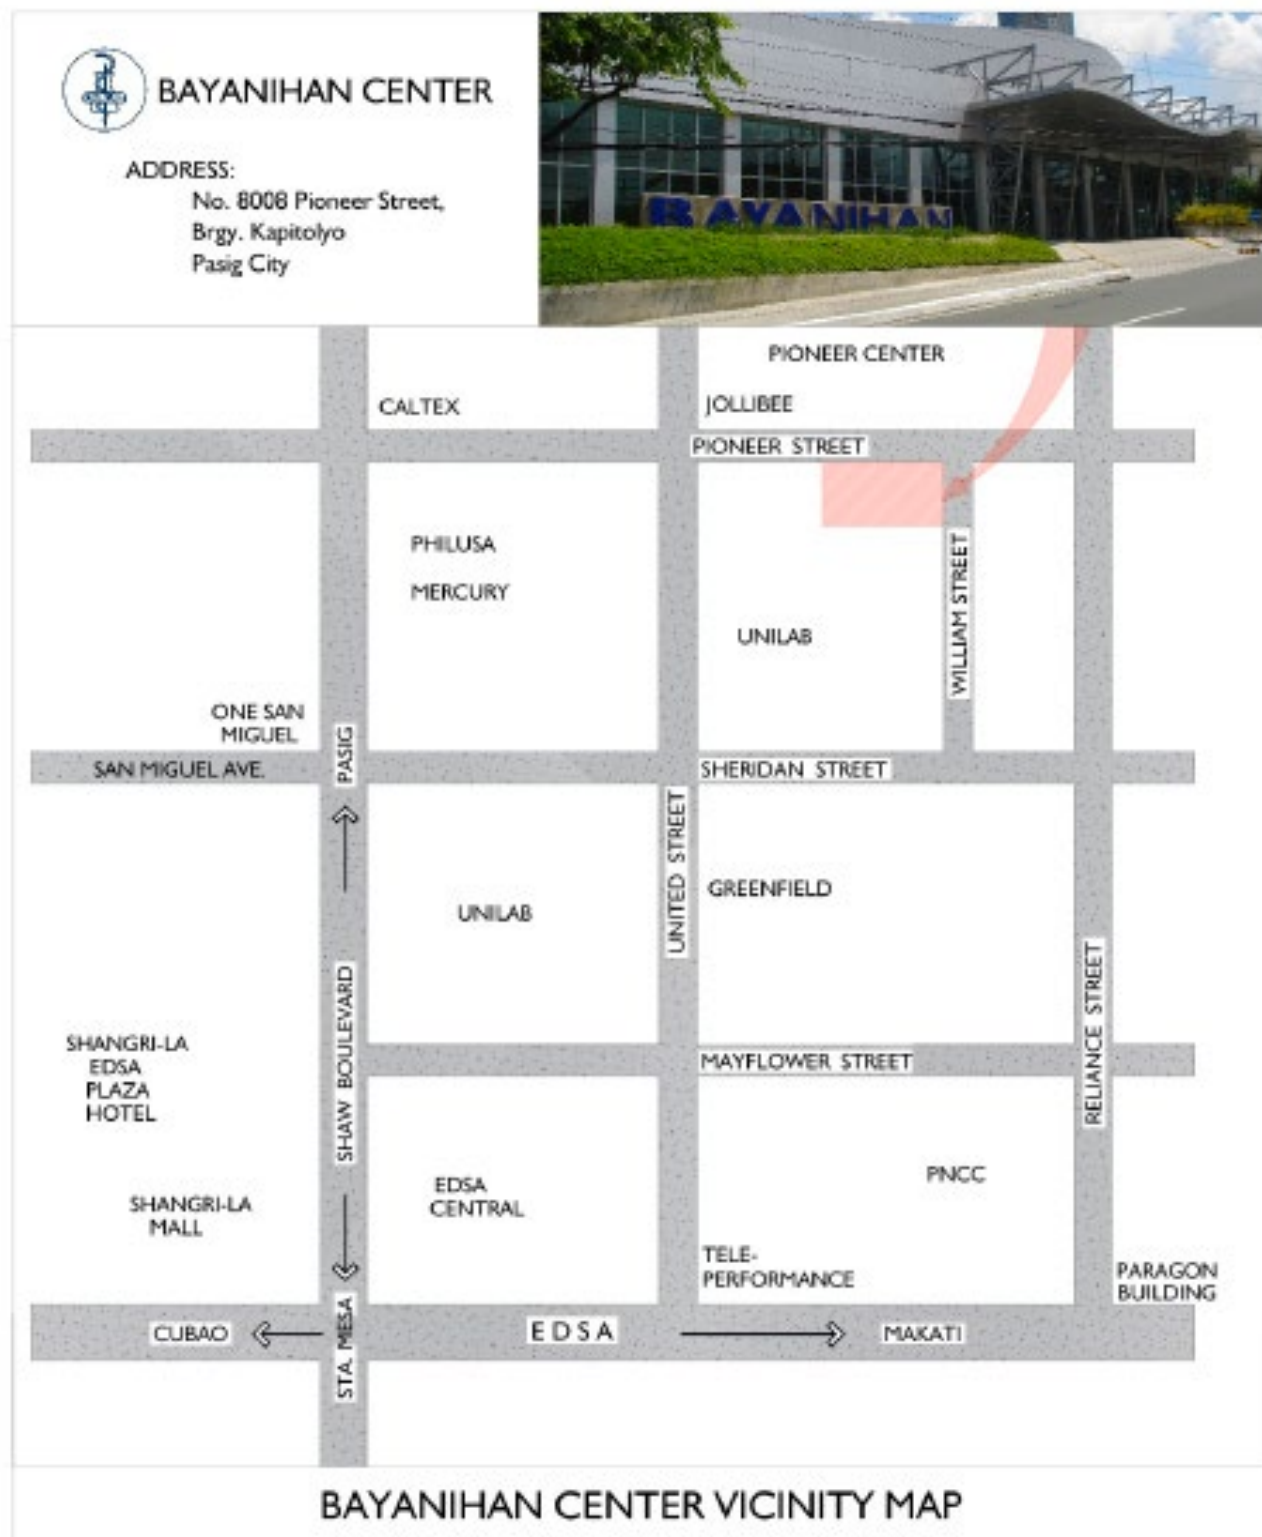 BAYANIHAN CENTER
ADDRESS:
No. 8008 Pioneer Street,
Brgy. Kapitolyo
Pasig City
BAYANIHAN
PIONEER CENTER
CALTEX
JOLLIBEE
PIONEER STREET
PHILUSA
MERCURY
UNILAB
WILLIAM STREET
ONE SAN
MIGUEL
PASIG
SAN MIGUEL AVE.
SHERIDAN STREET
UNITED STREET
GREENFIELD
UNILAB
SHAW BOULEVARD
RELIANCE STREET
SHANGRI-LA
EDSA
PLAZA
HOTEL
MAYFLOWER STREET
PNCC
EDSA
CENTRAL
SHANGRI-LA
MALL
TELE-
PERFORMANCE
PARAGON
BUILDING
CUBAO
STA. MESA
EDSA
MAKATI
BAYANIHAN CENTER VICINITY MAP